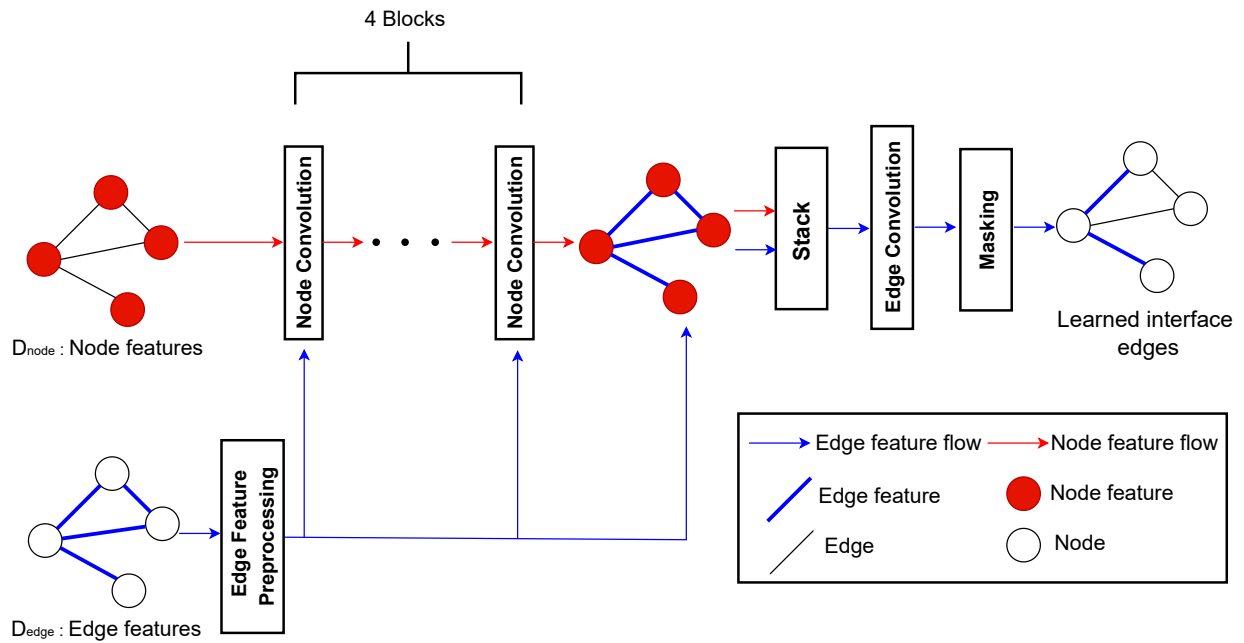 4 Blocks
Node Convolution
Node Convolution
Stack
Edge Convolution
Masking
Dnode : Node features
Learned interface
edges
Edge Feature
Preprocessing
Dedge : Edge features
Edge feature flow
Node feature flow
Edge feature
Node feature
Edge
Node